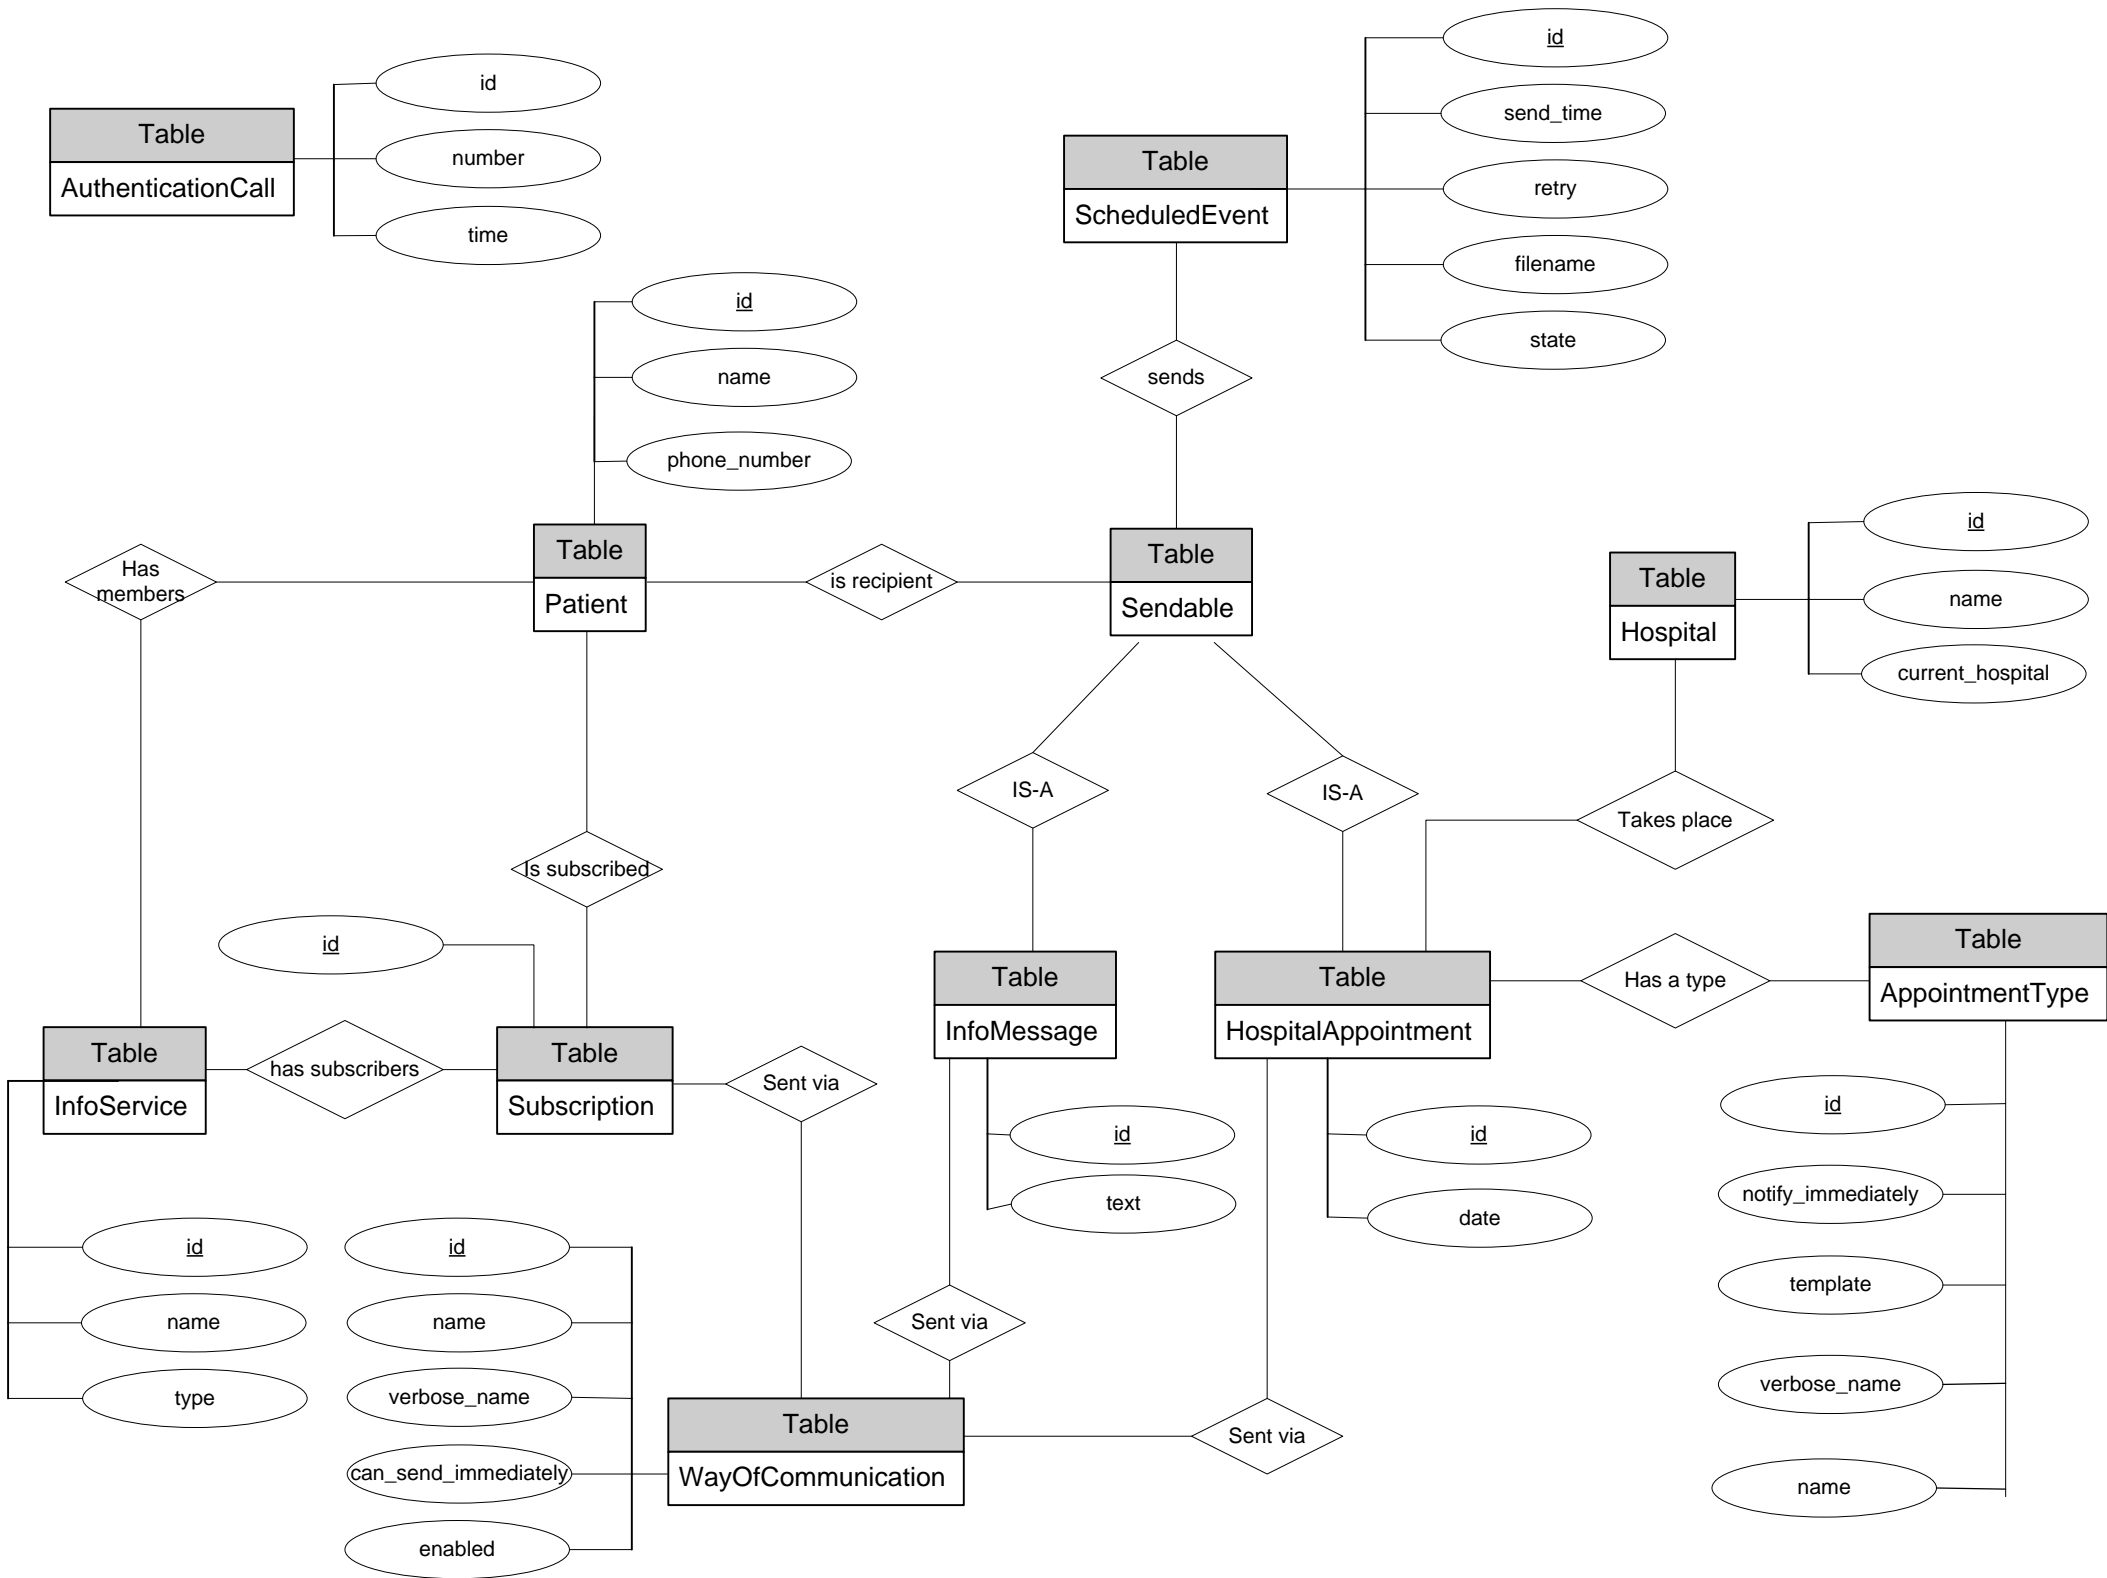 id
Table
AuthenticationCall
number
time
id
send_time
Table
ScheduledEvent
retry
filename
state
id
name
phone_number
sends
Table
Patient
Has
members
is recipient
Table
Sendable
Table
Hospital
id
name
current_hospital
IS-A
IS-A
Takes place
Is subscribed
id
Table
InfoService
has subscribers
Table
Subscription
Sent via
Table
InfoMessage
Table
HospitalAppointment
Has a type
Table
AppointmentType
id
text
id
date
id
notify_immediately
template
verbose_name
name
id
name
type
id
name
verbose_name
can_send_immediately
enabled
Sent via
Table
WayOfCommunication
Sent via